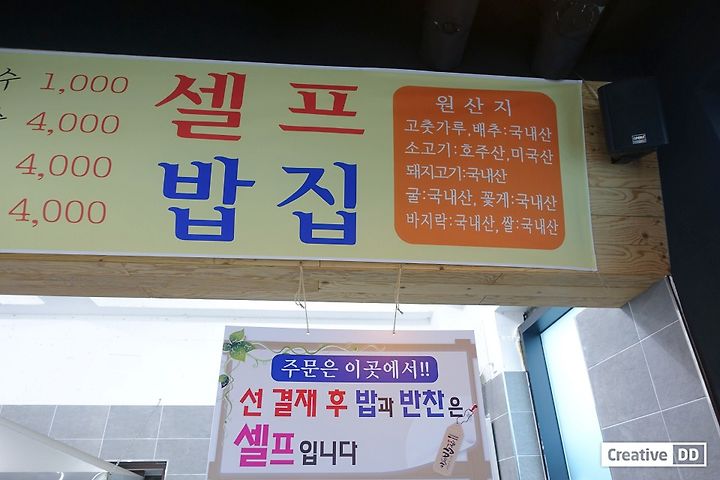 수 1,000
4,000
4,000
4,000
셀프
밥집
원산지
고춧가루,배추:국내산
소고기:호주산,미국산
돼지고기:국내산
굴:국내산, 꽃게:국내산
바지락:국내산, 쌀:국내산
주문은 이곳에서!!
선 결재 후 밥과 반찬은
셀프입니다
Creative DD